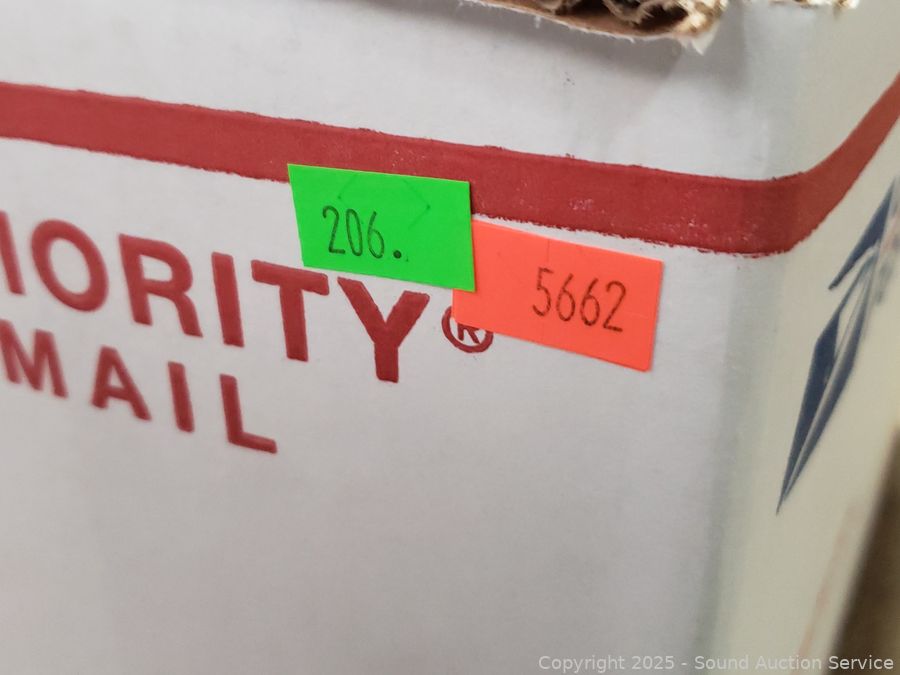 206.
5662
IORITY®
MAIL
Copyright 2025 - Sound Auction Service